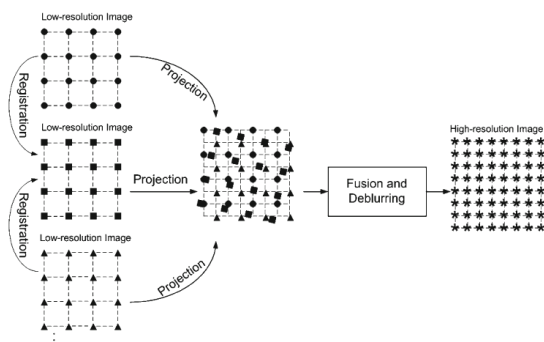 Low-resolution Image
Projection
Registration
Low-resolution Image
Projection
Registration
Low-resolution Image
Projection
Fusion and
Deblurring
High-resolution Image